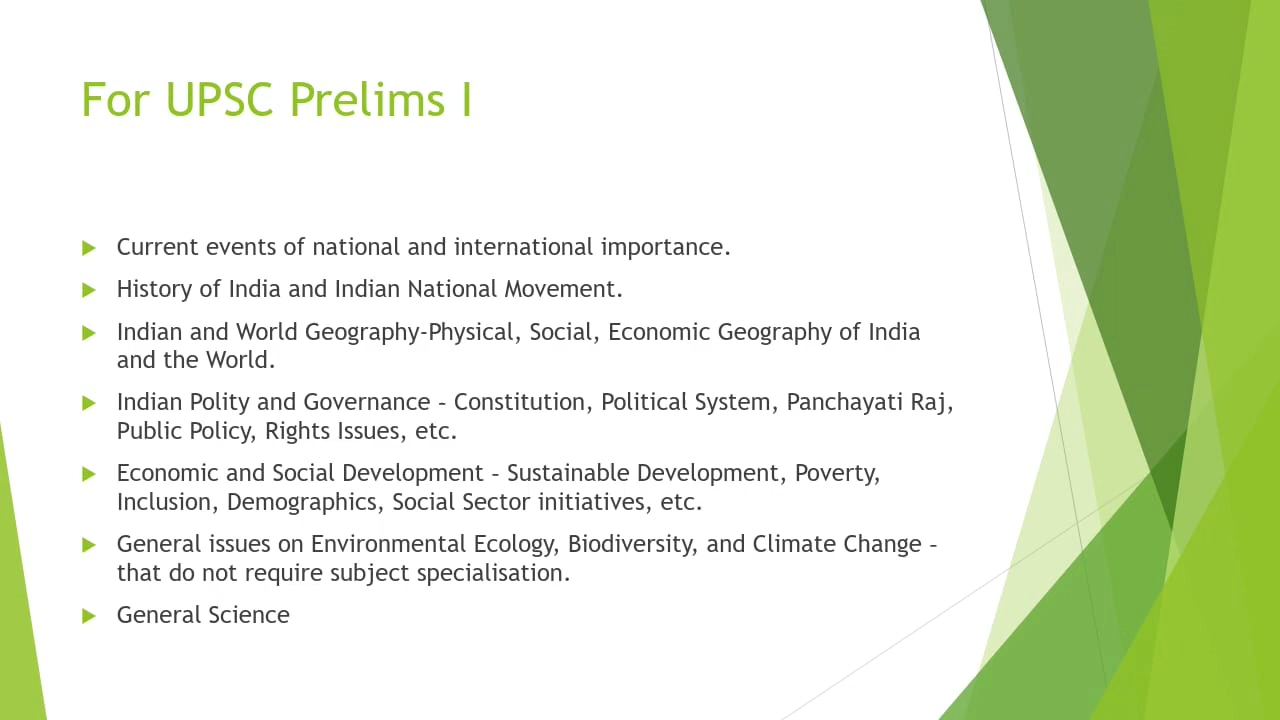 For UPSC Prelims I
Current events of national and international importance.
History of India and Indian National Movement.
Indian and World Geography-Physical, Social, Economic Geography of India
and the World.
Indian Polity and Governance – Constitution, Political System, Panchayati Raj,
Public Policy, Rights Issues, etc.
Economic and Social Development – Sustainable Development, Poverty,
Inclusion, Demographics, Social Sector initiatives, etc.
General issues on Environmental Ecology, Biodiversity, and Climate Change –
that do not require subject specialisation.
General Science